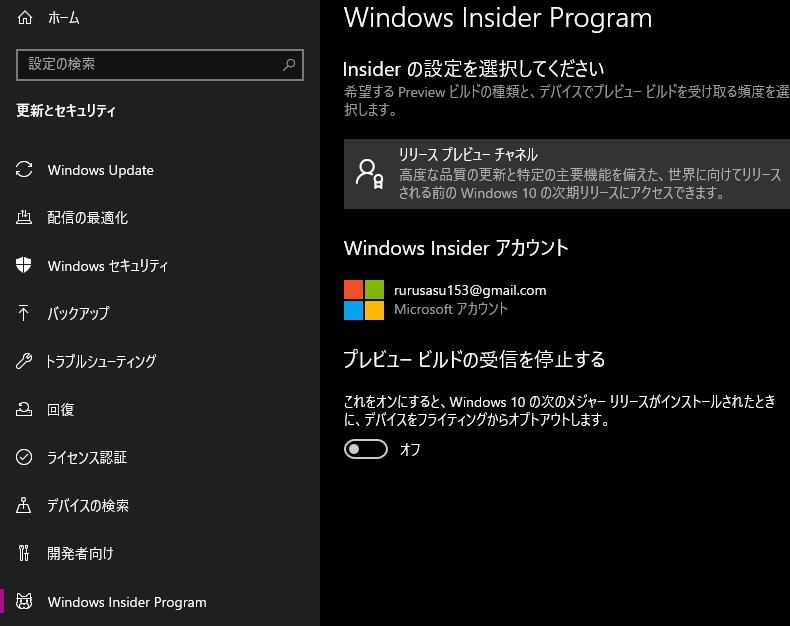 ホーム
設定の検索
更新とセキュリティ
Windows Update
配信の最適化
Windows セキュリティ
バックアップ
トラブルシューティング
回復
ライセンス認証
デバイスの検索
開発者向け
Windows Insider Program
Windows Insider Program
Insider の設定を選択してください
希望する Preview ビルドの種類と、デバイスでプレビュー ビルドを受け取る頻度を選
択します。
リリース プレビュー チャネル
高度な品質の更新と特定の主要機能を備えた、世界に向けてリリース
される前の Windows 10 の次期リリースにアクセスできます。
Windows Insider アカウント
rurusasu153@gmail.com
Microsoft アカウント
プレビュー ビルドの受信を停止する
これをオンにすると、Windows 10 の次のメジャー リリースがインストールされたとき
に、デバイスをフライティングからオプトアウトします。
オフ